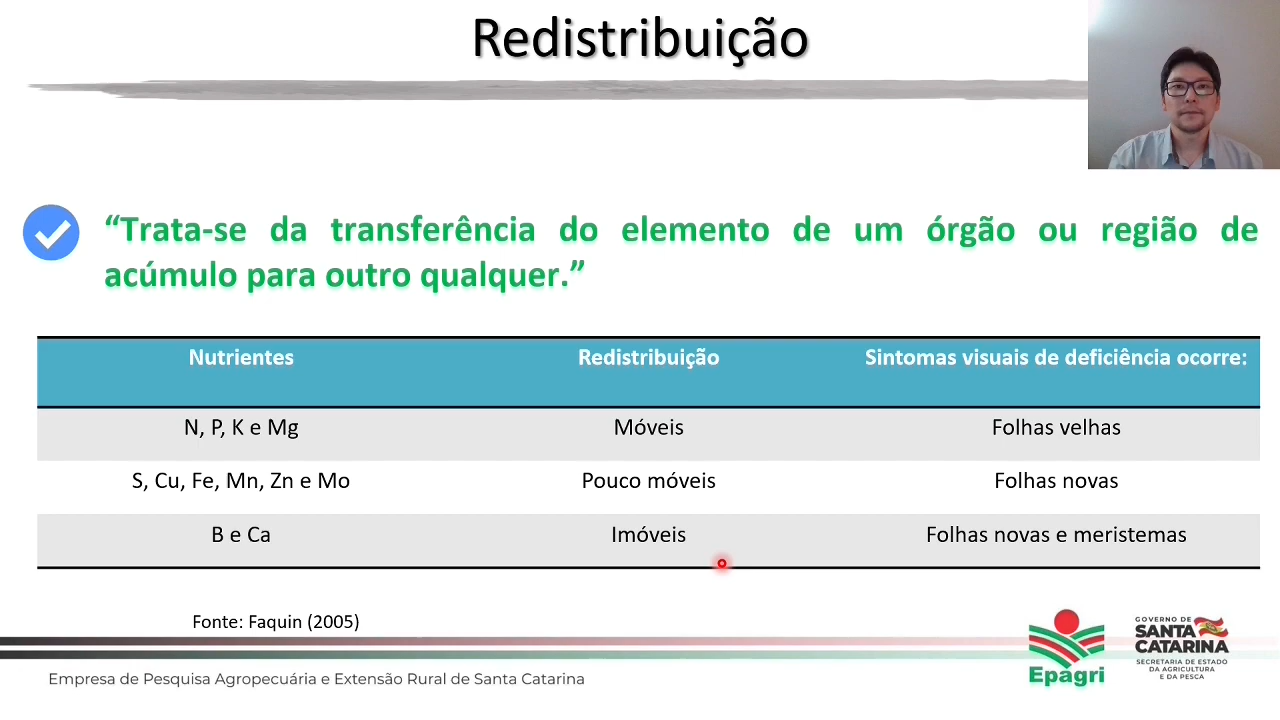 Redistribuição
“Trata-se da transferência do elemento de um órgão ou região de
acúmulo para outro qualquer.”
Nutrientes Redistribuição Sintomas visuais de deficiência ocorre:
N, P, K e Mg Móveis Folhas velhas
S, Cu, Fe, Mn, Zn e Mo Pouco móveis Folhas novas
B e Ca Imóveis Folhas novas e meristemas
Fonte: Faquin (2005)
Empresa de Pesquisa Agropecuária e Extensão Rural de Santa Catarina
Epagri
GOVERNO DE
SANTA
CATARINA
SECRETARIA DE ESTADO
DA AGRICULTURA
E DA PESCA